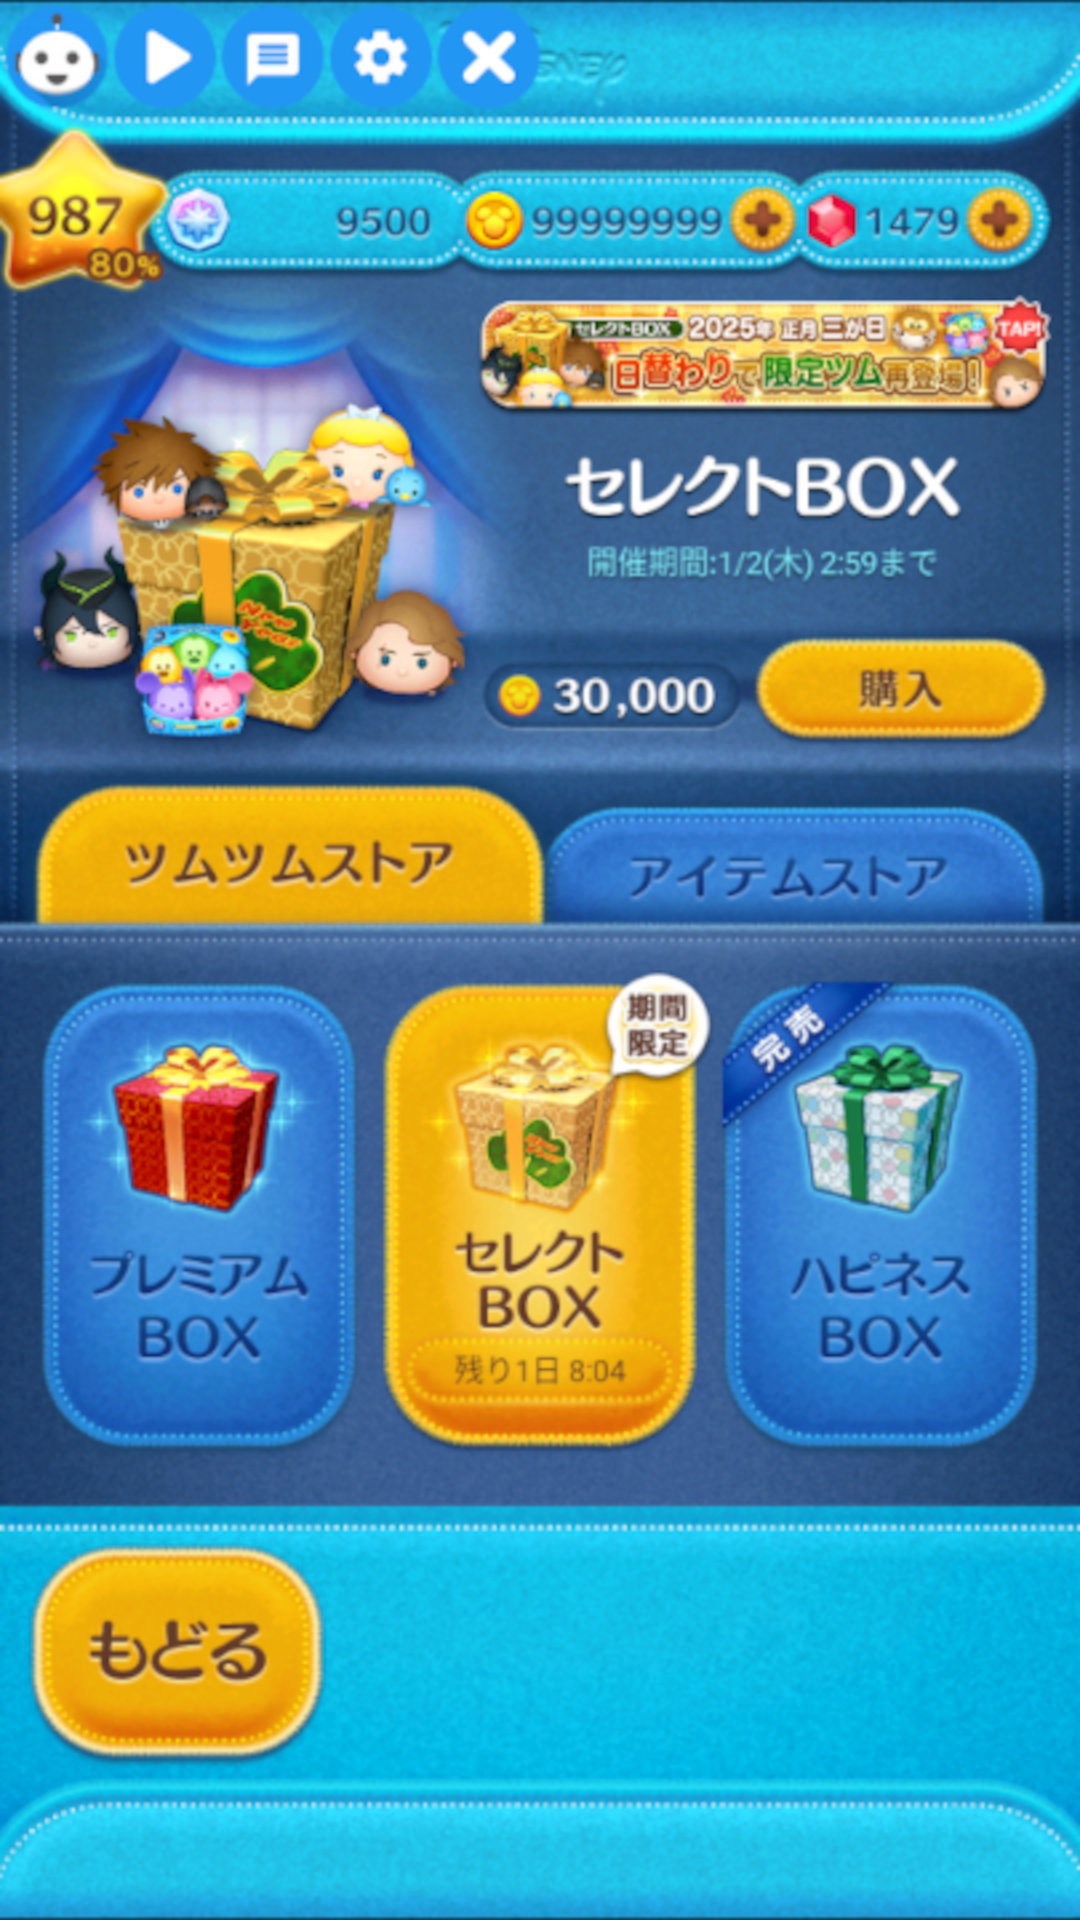 987
80%
9500
99999999
1479
セレクトBOX 2025年 正月 三が日
日替わりで限定ツム再登場!
TAP!
セレクトBOX
開催期間:1/2(木) 2:59まで
New Year
30,000
購入
ツムツムストア
アイテムストア
プレミアム
BOX
期間
限定
New Year
セレクト
BOX
残り1日 8:04
完売
ハピネス
BOX
もどる